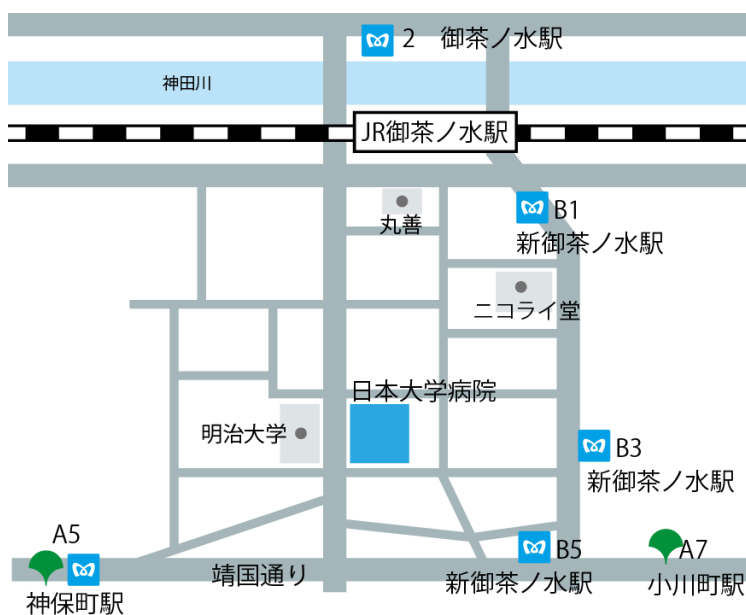 2 御茶ノ水駅
神田川
JR御茶ノ水駅
丸善
B1
新御茶ノ水駅
ニコライ堂
日本大学病院
明治大学
B3
新御茶ノ水駅
A5
神保町駅
靖国通り
B5
新御茶ノ水駅
A7
小川町駅